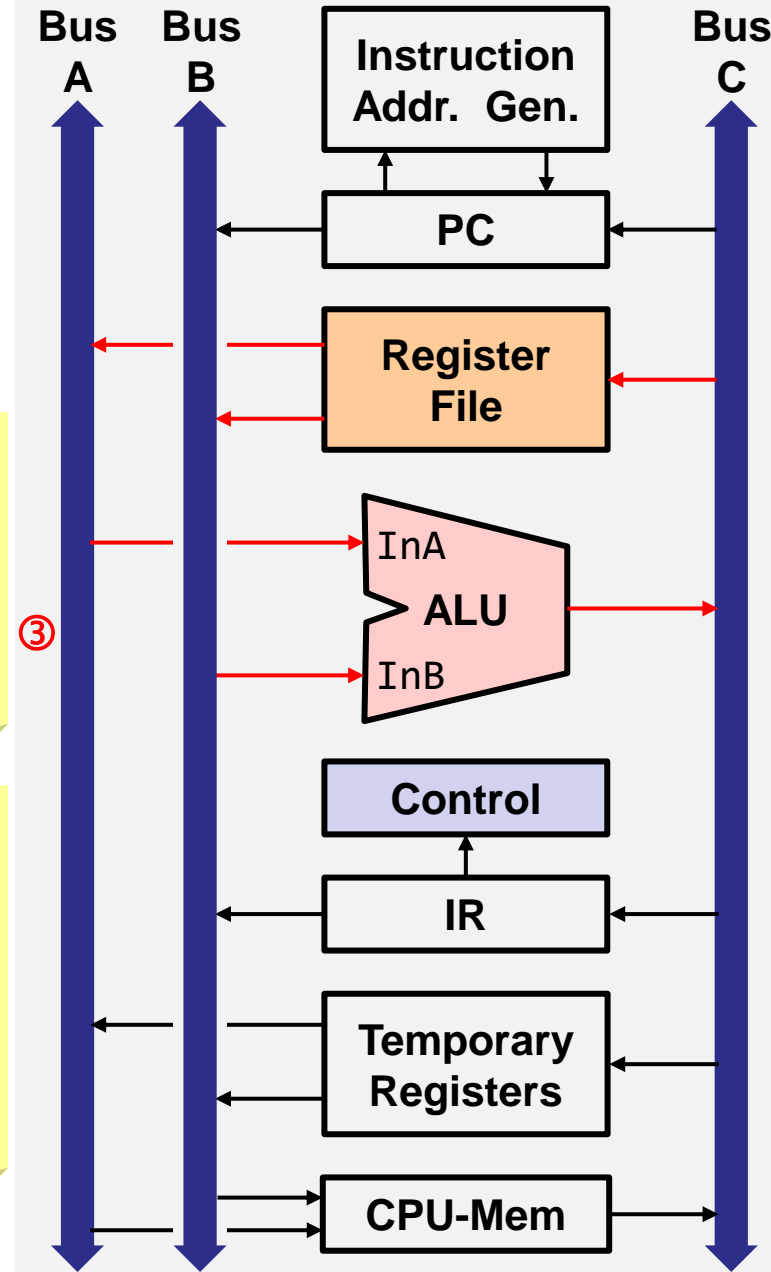 Bus
A
Bus
B
Bus
C
Instruction
Addr. Gen.
PC
Register
File
InA
ALU
InB
③
Control
IR
Temporary
Registers
CPU-Mem